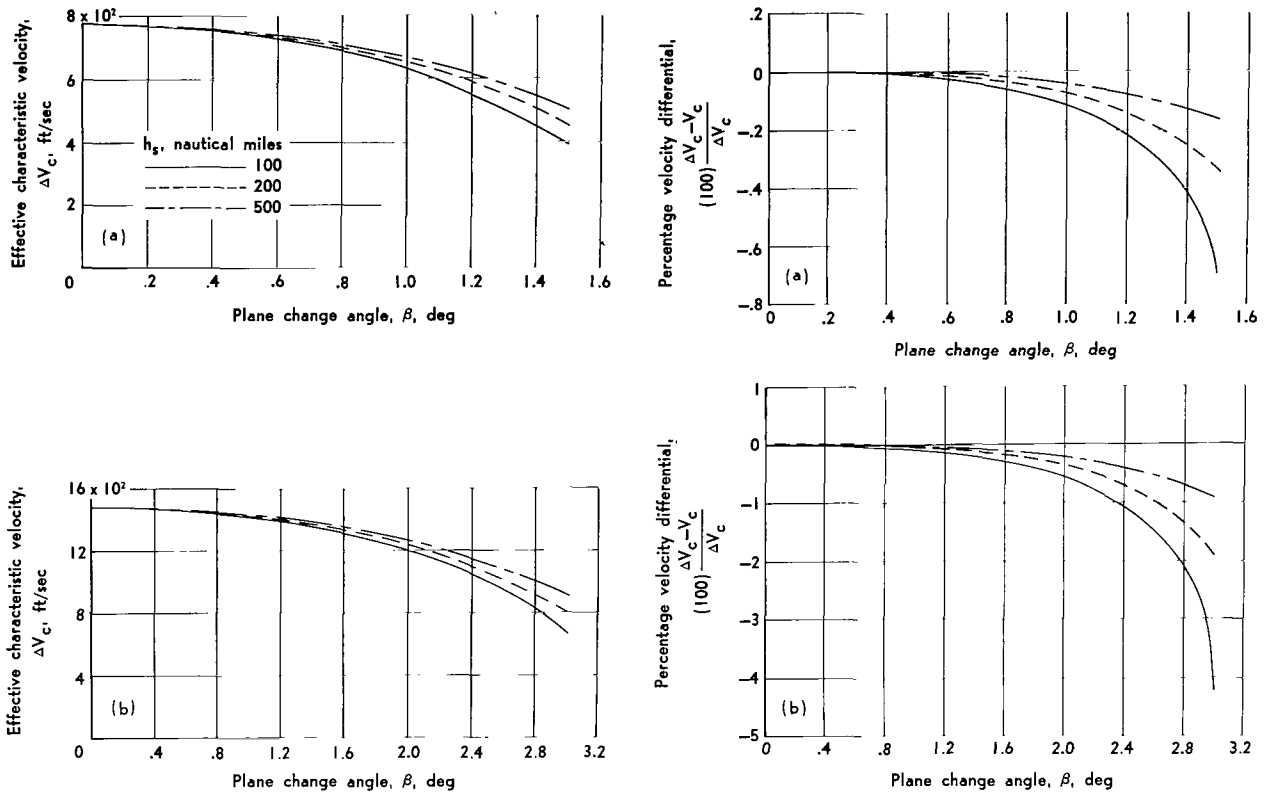 8 x 10²
6
4
2
0
Effective characteristic velocity,
ΔV_C, ft/sec
h_s, nautical miles
100
200
500
(a)
0 .2 .4 .6 .8 1.0 1.2 1.4 1.6
Plane change angle, β, deg
.2
0
–.2
–.4
–.6
–.8
Percentage velocity differential,
(100) ΔV_C–V_C
ΔV_C
(a)
0 .2 .4 .6 .8 1.0 1.2 1.4 1.6
Plane change angle, β, deg
16 x 10²
12
8
4
Effective characteristic velocity,
ΔV_C, ft/sec
(b)
0 .4 .8 1.2 1.6 2.0 2.4 2.8 3.2
Plane change angle, β, deg
1
0
–1
–2
–3
–4
–5
Percentage velocity differential,
(100) ΔV_C–V_C
ΔV_C
(b)
0 .4 .8 1.2 1.6 2.0 2.4 2.8 3.2
Plane change angle, β, deg